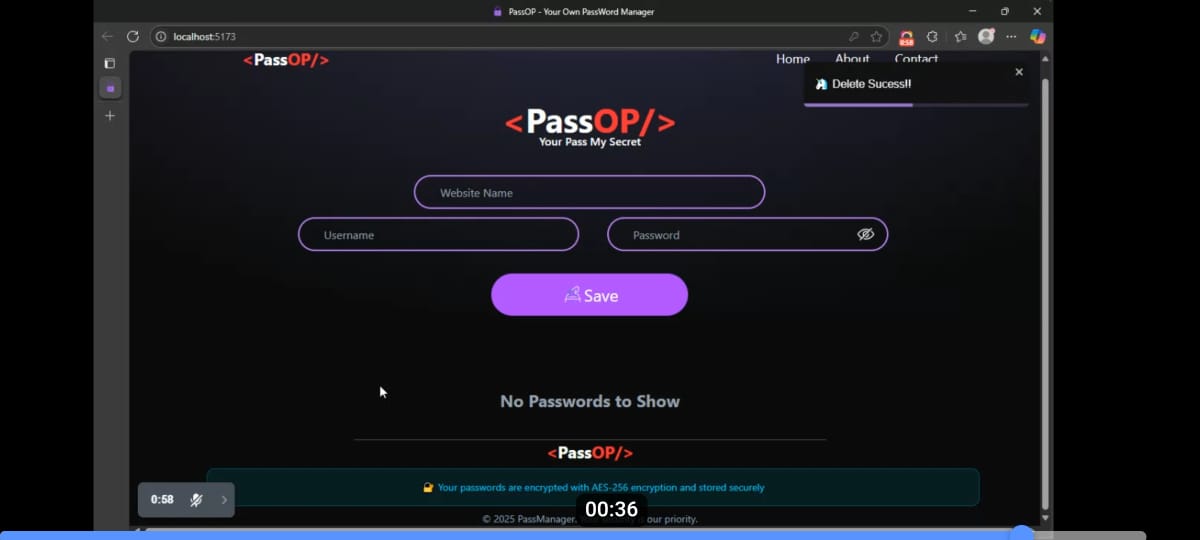 PassOP - Your Own PassWord Manager
localhost:5173
0:58
<PassOP/>
Home About Contact
🦄 Delete Sucess!!
<PassOP/>
Your Pass My Secret
Website Name
Username
Password
Save
No Passwords to Show
<PassOP/>
🔐 Your passwords are encrypted with AES-256 encryption and stored securely
0:58
00:36
© 2025 PassManager. our priority.